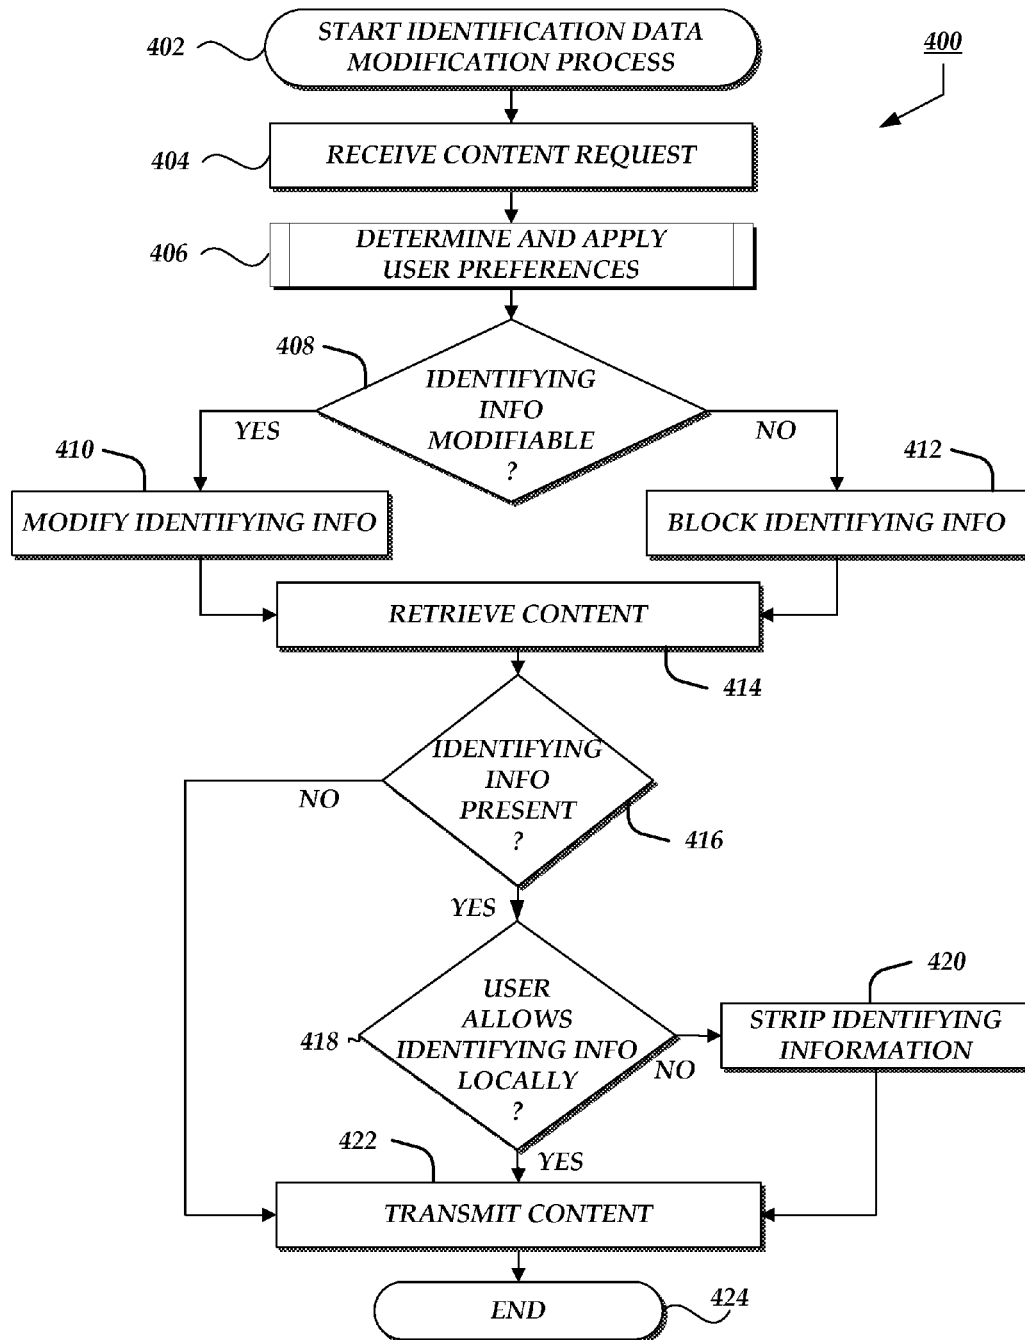 START IDENTIFICATION DATA
MODIFICATION PROCESS
402
400
RECEIVE CONTENT REQUEST
404
DETERMINE AND APPLY
USER PREFERENCES
406
408
IDENTIFYING
INFO
MODIFIABLE
?
YES
NO
410
412
MODIFY IDENTIFYING INFO
BLOCK IDENTIFYING INFO
RETRIEVE CONTENT
414
IDENTIFYING
INFO
PRESENT
?
NO
416
YES
USER
ALLOWS
IDENTIFYING INFO
LOCALLY
?
418
NO
420
STRIP IDENTIFYING
INFORMATION
422
YES
TRANSMIT CONTENT
END
424